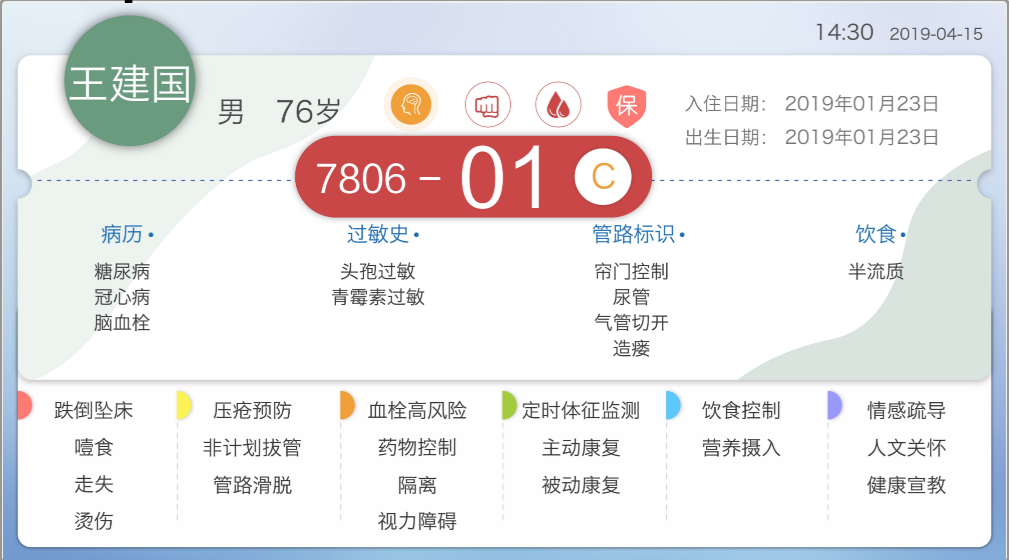 14:30 2019-04-15
王建国
男 76岁
保
入住日期: 2019年01月23日
出生日期: 2019年01月23日
7806 – 01 C
病历•
糖尿病
冠心病
脑血栓
过敏史•
头孢过敏
青霉素过敏
管路标识•
帘门控制
尿管
气管切开
造瘘
饮食•
半流质
跌倒坠床
噎食
走失
烫伤
压疮预防
非计划拔管
管路滑脱
血栓高风险
药物控制
隔离
视力障碍
定时体征监测
主动康复
被动康复
饮食控制
营养摄入
情感疏导
人文关怀
健康宣教